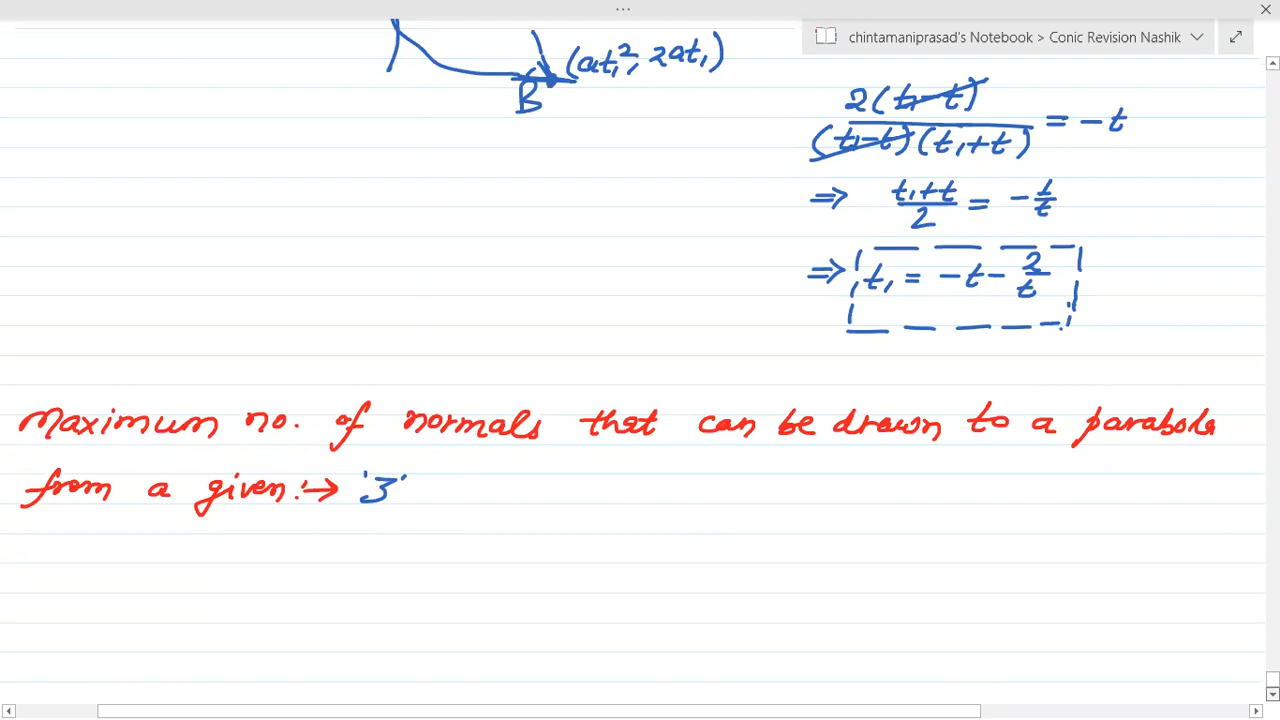 ...
chintamaniprasad's Notebook > Conic Revision Nashik
(at₁², 2at₁)
B
2(t₁-t)/(t₁-t)(t₁+t) = -t
⇒ (t₁+t)/2 = -1/t
⇒ t₁ = -t - 2/t
Maximum no. of normals that can be drawn to a parabola
from a given :→ '3'